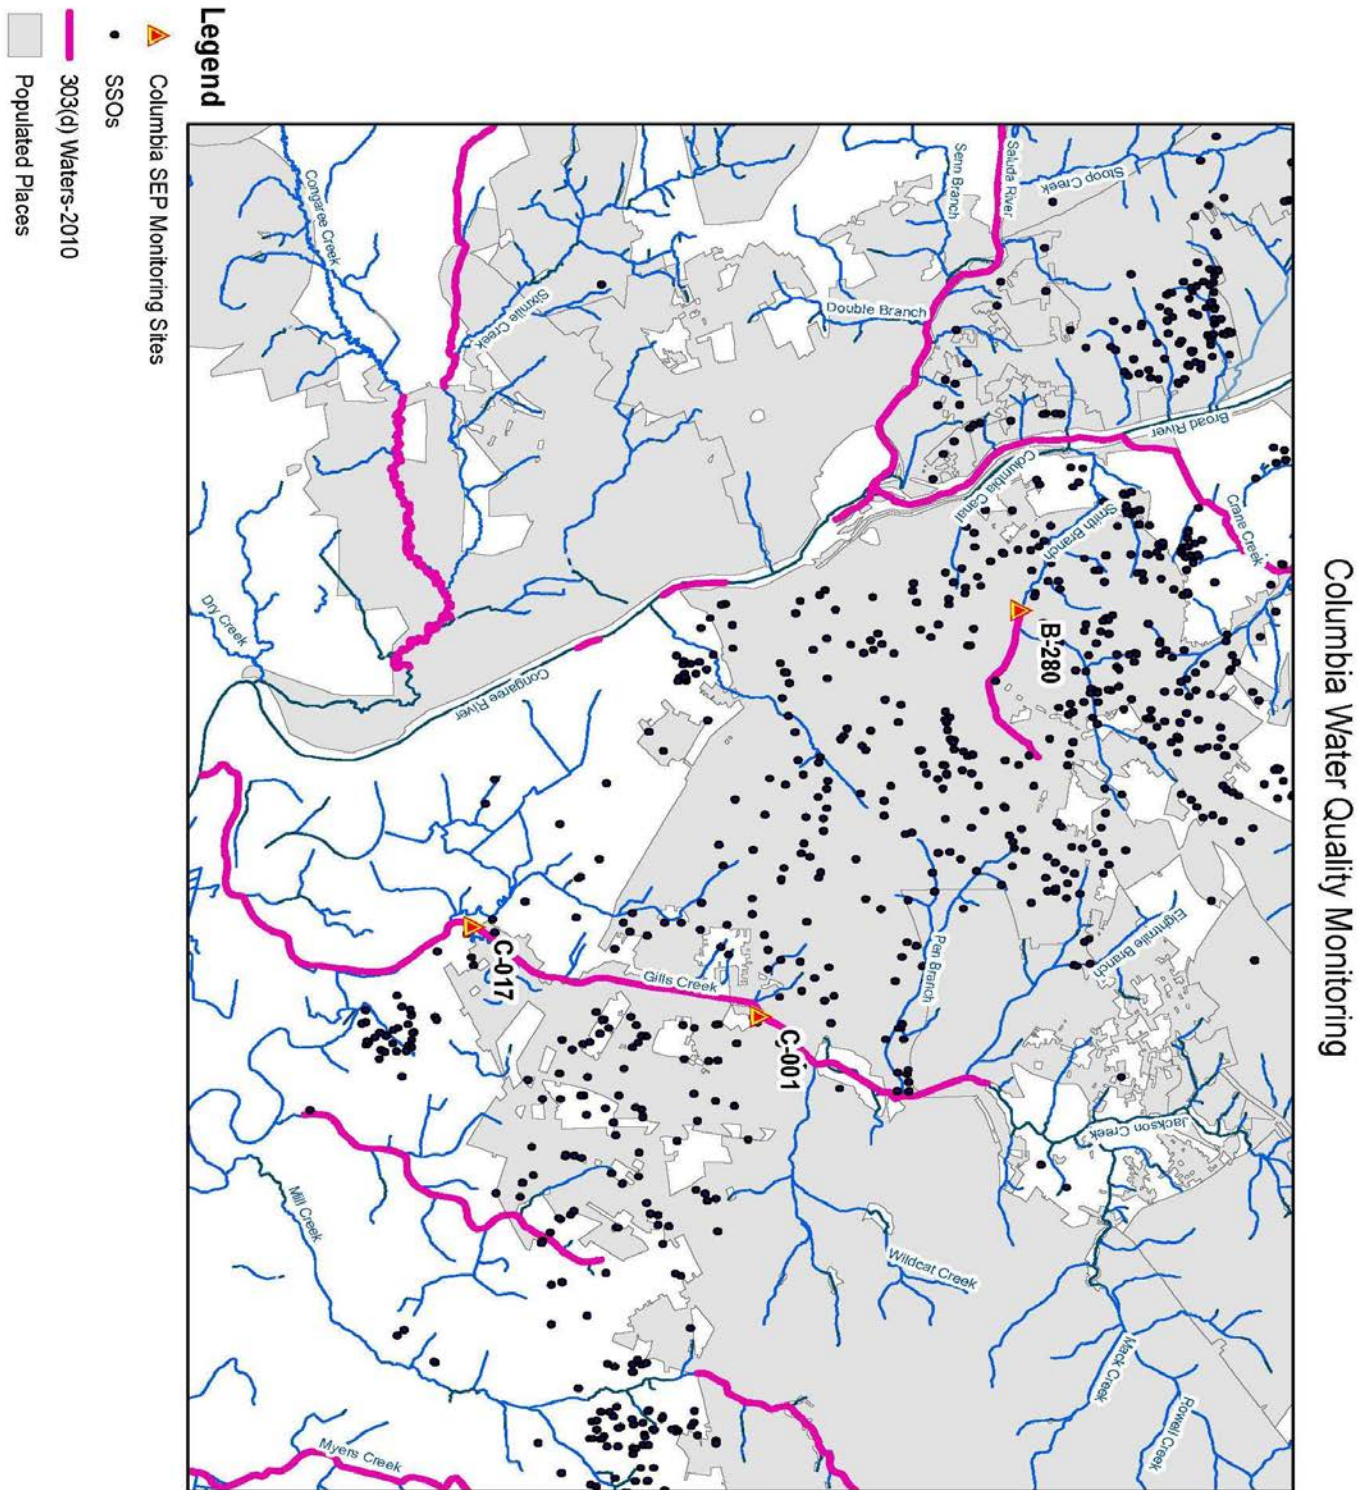 Columbia Water Quality Monitoring
Crane Creek
Broad River
Stoop Creek
Saluda River
Senn Branch
Double Branch
Columbia Canal
Smith Branch
B-280
Eightmile Branch
Jackson Creek
Rowell Creek
Mack Creek
Pen Branch
Wildcat Creek
C-001
Gills Creek
Sixmile Creek
Congaree Creek
Congaree River
C-017
Dry Creek
Mill Creek
Myers Creek
Legend
Columbia SEP Monitoring Sites
SSOs
303(d) Waters-2010
Populated Places